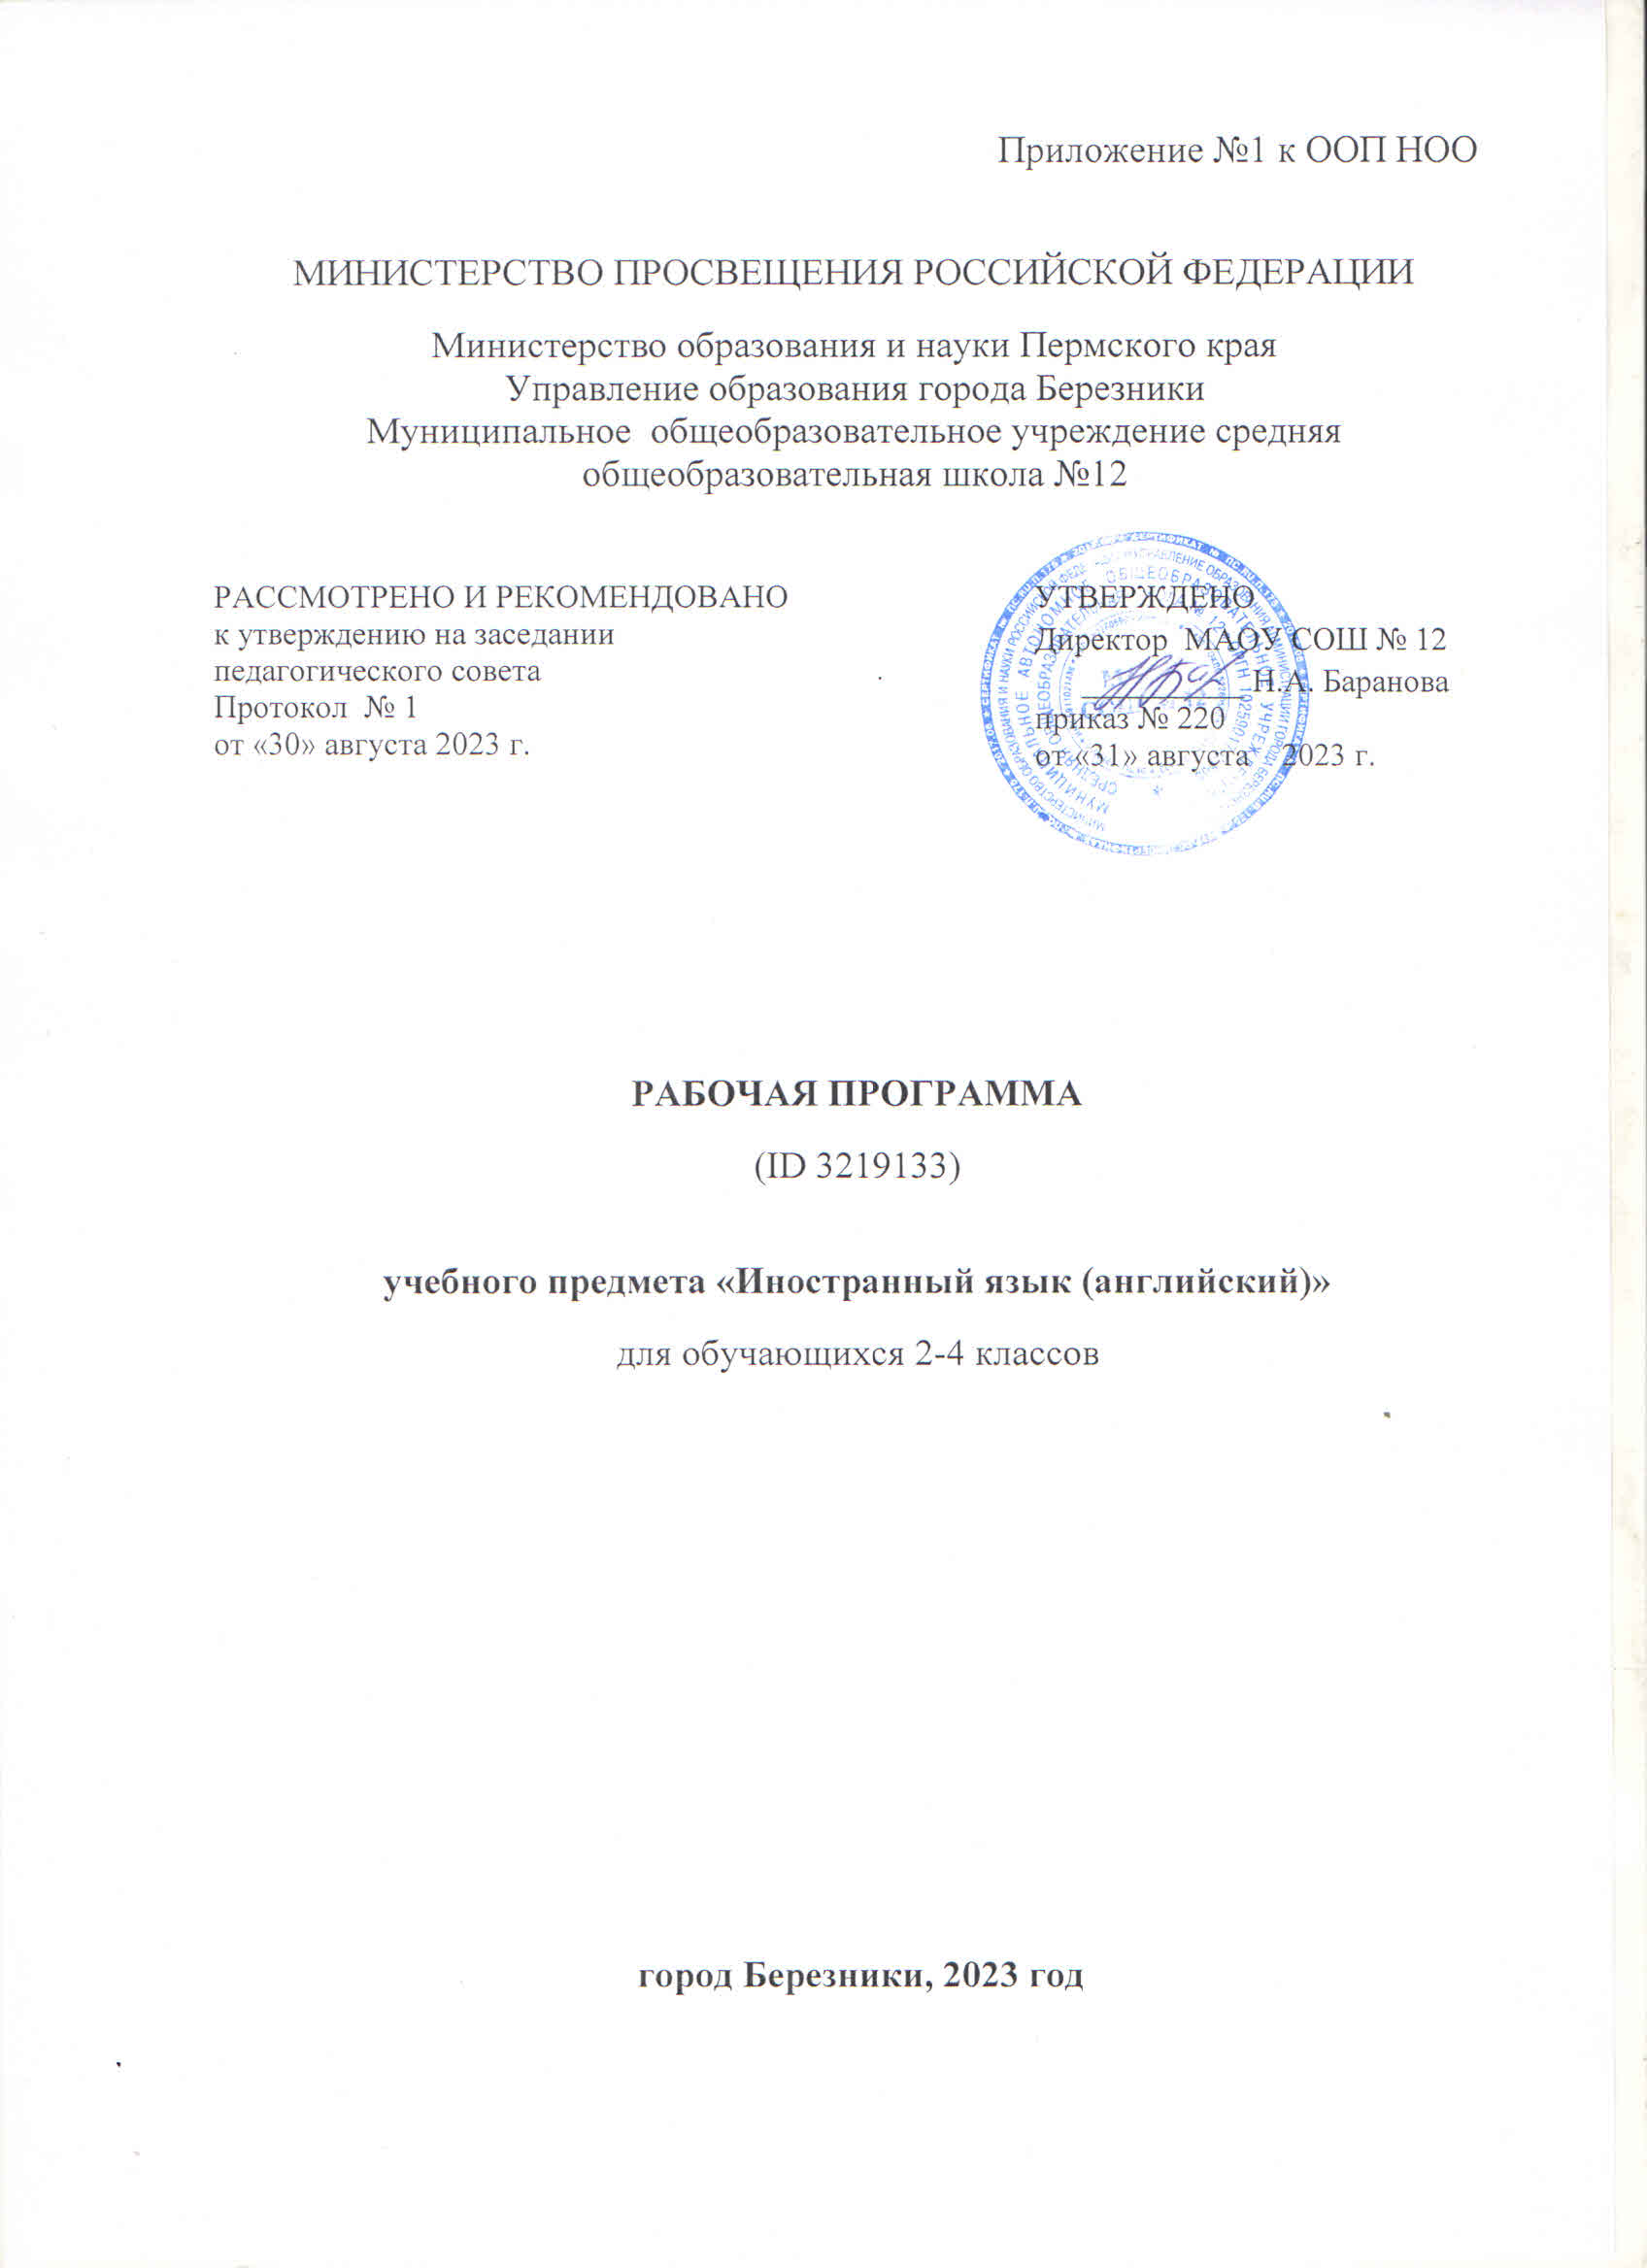 Приложение №1 к ООП НОО
МИНИСТЕРСТВО ПРОСВЕЩЕНИЯ РОССИЙСКОЙ ФЕДЕРАЦИИ
Министерство образования и науки Пермского края
Управление образования города Березники
Муниципальное общеобразовательное учреждение средняя
общеобразовательная школа №12
РАССМОТРЕНО И РЕКОМЕНДОВАНО
к утверждению на заседании
педагогического совета
Протокол № 1
от «30» августа 2023 г.
УТВЕРЖДЕНО
Директор МАОУ СОШ № 12
Н.А. Баранова
приказ № 220
от «31» августа 2023 г.
РАБОЧАЯ ПРОГРАММА
(ID 3219133)
учебного предмета «Иностранный язык (английский)»
для обучающихся 2-4 классов
город Березники, 2023 год